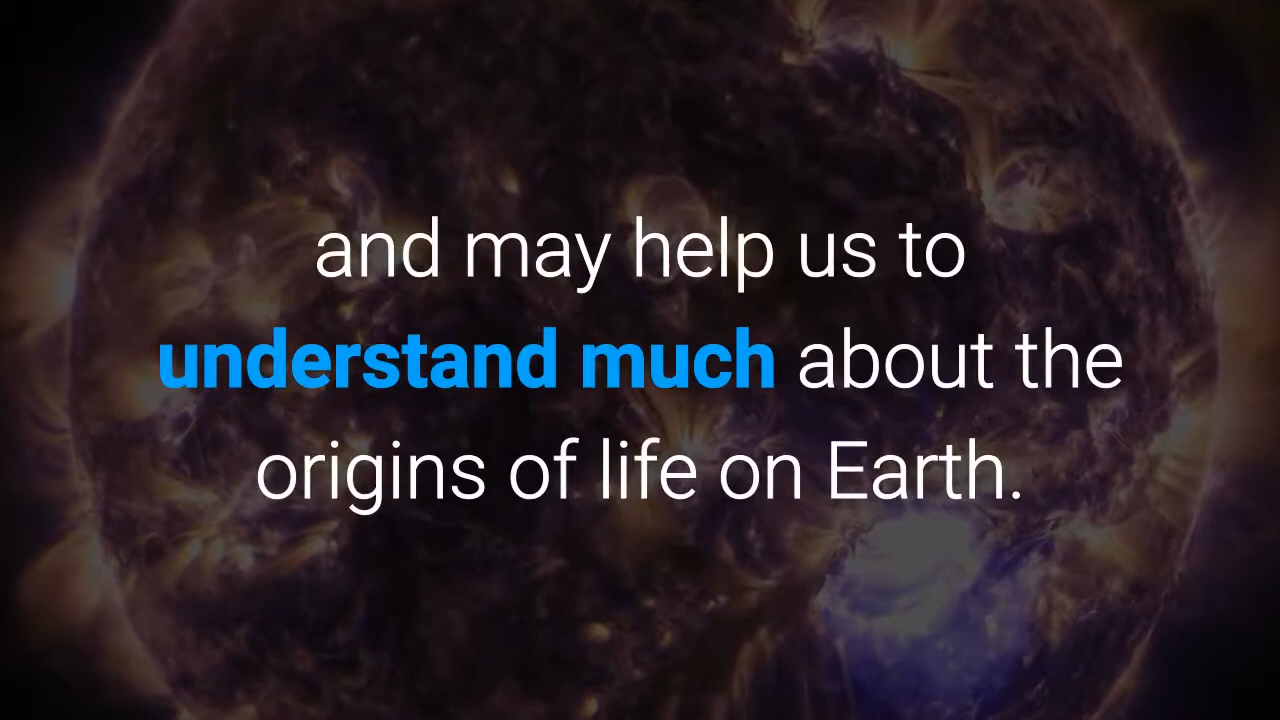 and may help us to
understand much about the
origins of life on Earth.